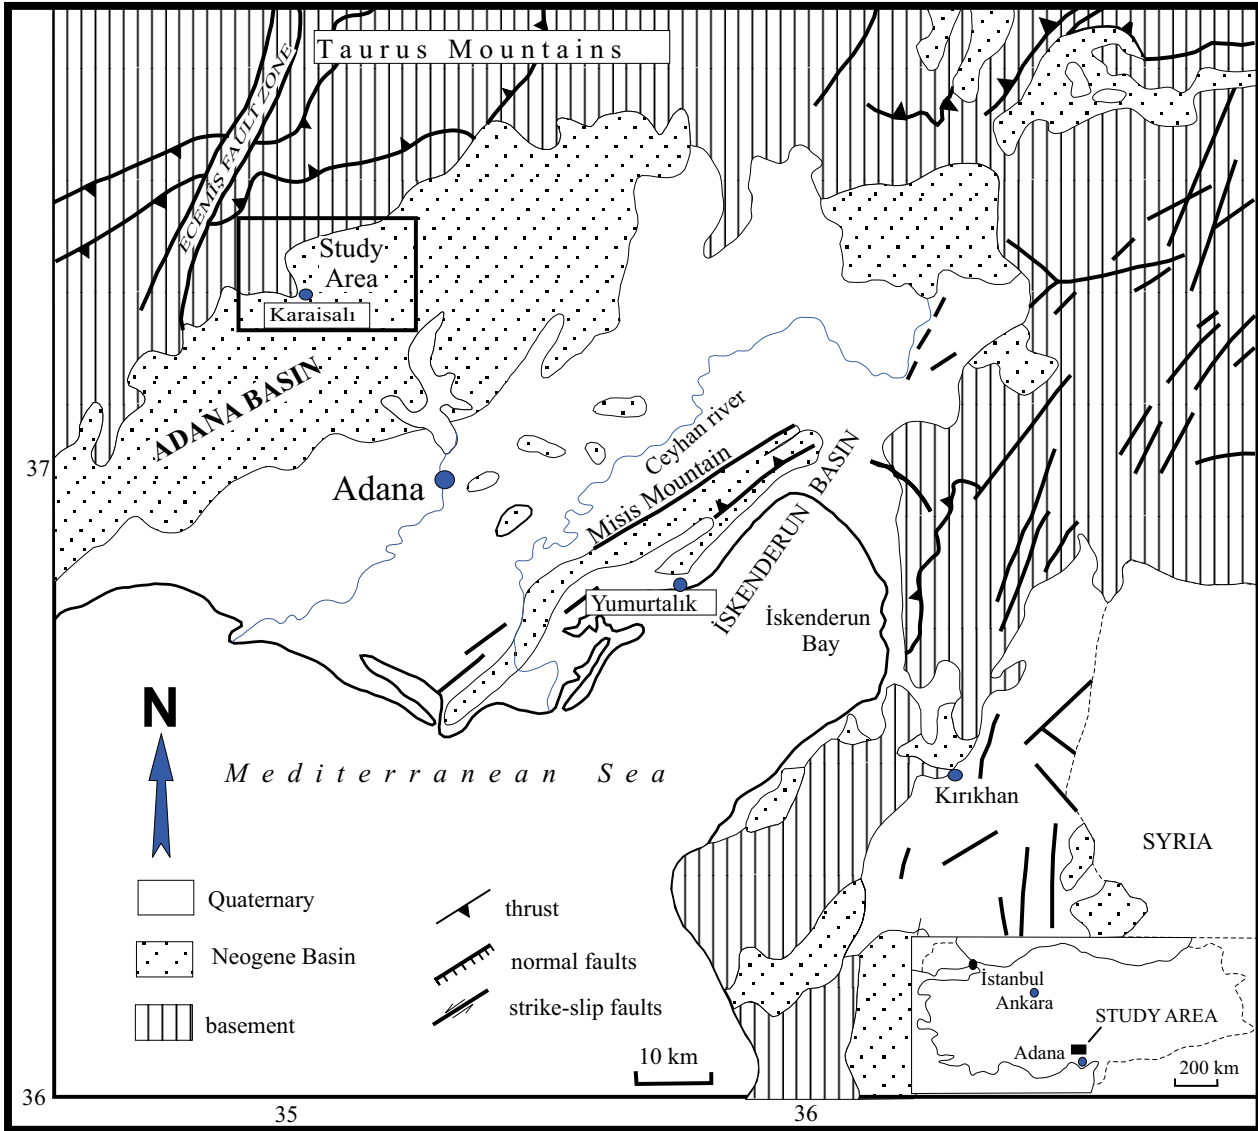 Taurus Mountains
ECEMİŞ FAULT ZONE
Study
Area
Karaisalı
ADANA BASIN
37
Adana
Ceyhan river
Misis Mountain
İSKENDERUN BASIN
Yumurtalık
İskenderun
Bay
N
Mediterranean Sea
Kırıkhan
SYRIA
Quaternary
Neogene Basin
basement
thrust
normal faults
strike-slip faults
10 km
İstanbul
Ankara
STUDY AREA
Adana
200 km
36
35
36